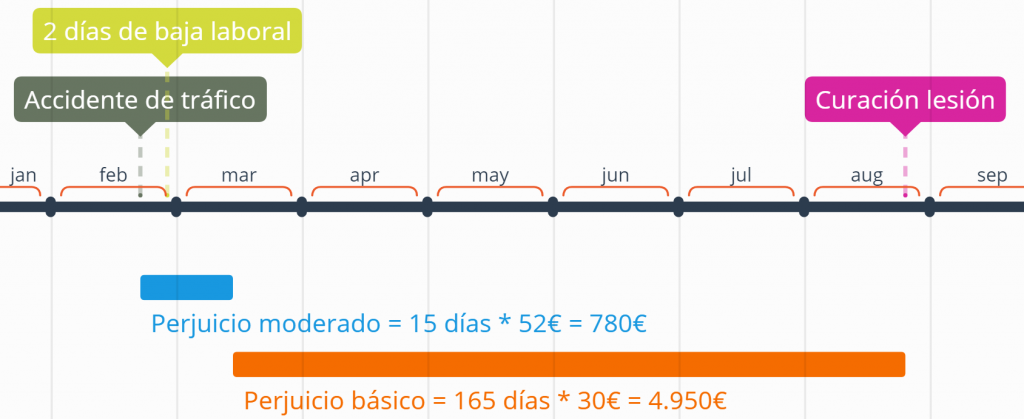 2 días de baja laboral
Accidente de tráfico
Curación lesión
jan feb mar apr may jun jul aug sep
Perjuicio moderado = 15 días * 52€ = 780€
Perjuicio básico = 165 días * 30€ = 4.950€